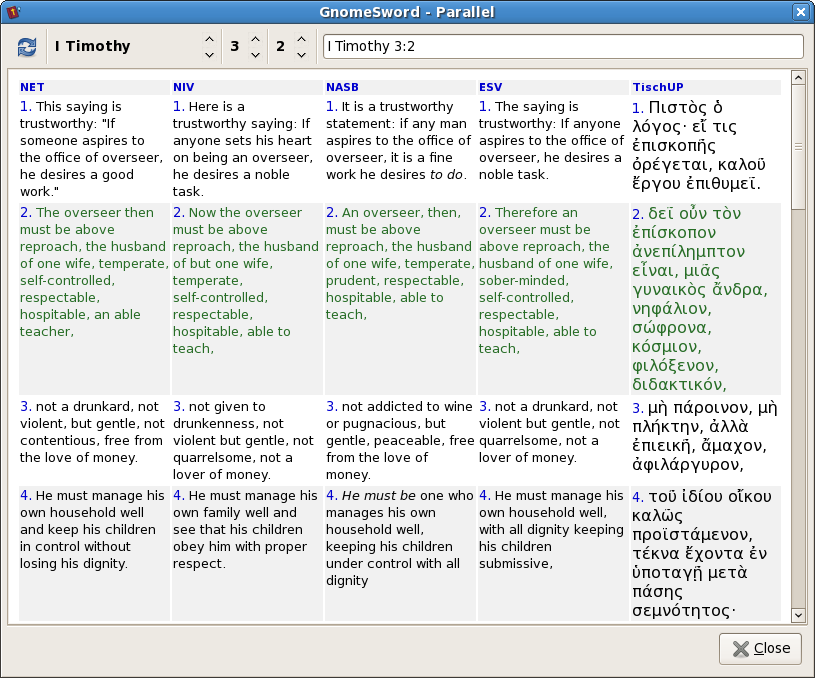 GnomeSword - Parallel
I Timothy 3 2 I Timothy 3:2
NET NIV NASB ESV TischUP
1. This saying is
trustworthy: "If
someone aspires to
the office of overseer,
he desires a good
work."
1. Here is a
trustworthy saying: If
anyone sets his heart
on being an overseer,
he desires a noble
task.
1. It is a trustworthy
statement: if any man
aspires to the office of
overseer, it is a fine
work he desires to do.
1. The saying is
trustworthy: If anyone
aspires to the office of
overseer, he desires a
noble task.
1. Πιστὸς ὁ
λόγος· εἴ τις
ἐπισκοπῆς
ὀρέγεται, καλοῦ
ἔργου ἐπιθυμεῖ.
2. The overseer then
must be above
reproach, the husband
of one wife, temperate,
self-controlled,
respectable,
hospitable, an able
teacher,
2. Now the overseer
must be above
reproach, the husband
of but one wife,
temperate,
self-controlled,
respectable,
hospitable, able to
teach,
2. An overseer, then,
must be above
reproach, the husband
of one wife, temperate,
prudent, respectable,
hospitable, able to
teach,
2. Therefore an
overseer must be
above reproach, the
husband of one wife,
sober-minded,
self-controlled,
respectable,
hospitable, able to
teach,
2. δεῖ οὖν τὸν
ἐπίσκοπον
ἀνεπίλημπτον
εἶναι, μιᾶς
γυναικὸς ἄνδρα,
νηφάλιον,
σώφρονα,
κόσμιον,
φιλόξενον,
διδακτικόν,
3. not a drunkard, not
violent, but gentle, not
contentious, free from
the love of money.
3. not given to
drunkenness, not
violent but gentle, not
quarrelsome, not a
lover of money.
3. not addicted to wine
or pugnacious, but
gentle, peaceable, free
from the love of
money.
3. not a drunkard, not
violent but gentle, not
quarrelsome, not a
lover of money.
3. μὴ πάροινον, μὴ
πλήκτην, ἀλλὰ
ἐπιεικῆ, ἄμαχον,
ἀφιλάργυρον,
4. He must manage his
own household well
and keep his children
in control without
losing his dignity.
4. He must manage his
own family well and
see that his children
obey him with proper
respect.
4. He must be one who
manages his own
household well,
keeping his children
under control with all
dignity
4. He must manage his
own household well,
with all dignity keeping
his children
submissive,
4. τοῦ ἰδίου οἴκου
καλῶς
προϊστάμενον,
τέκνα ἔχοντα ἐν
ὑποταγῇ μετὰ
πάσης
σεμνότητος·
Close